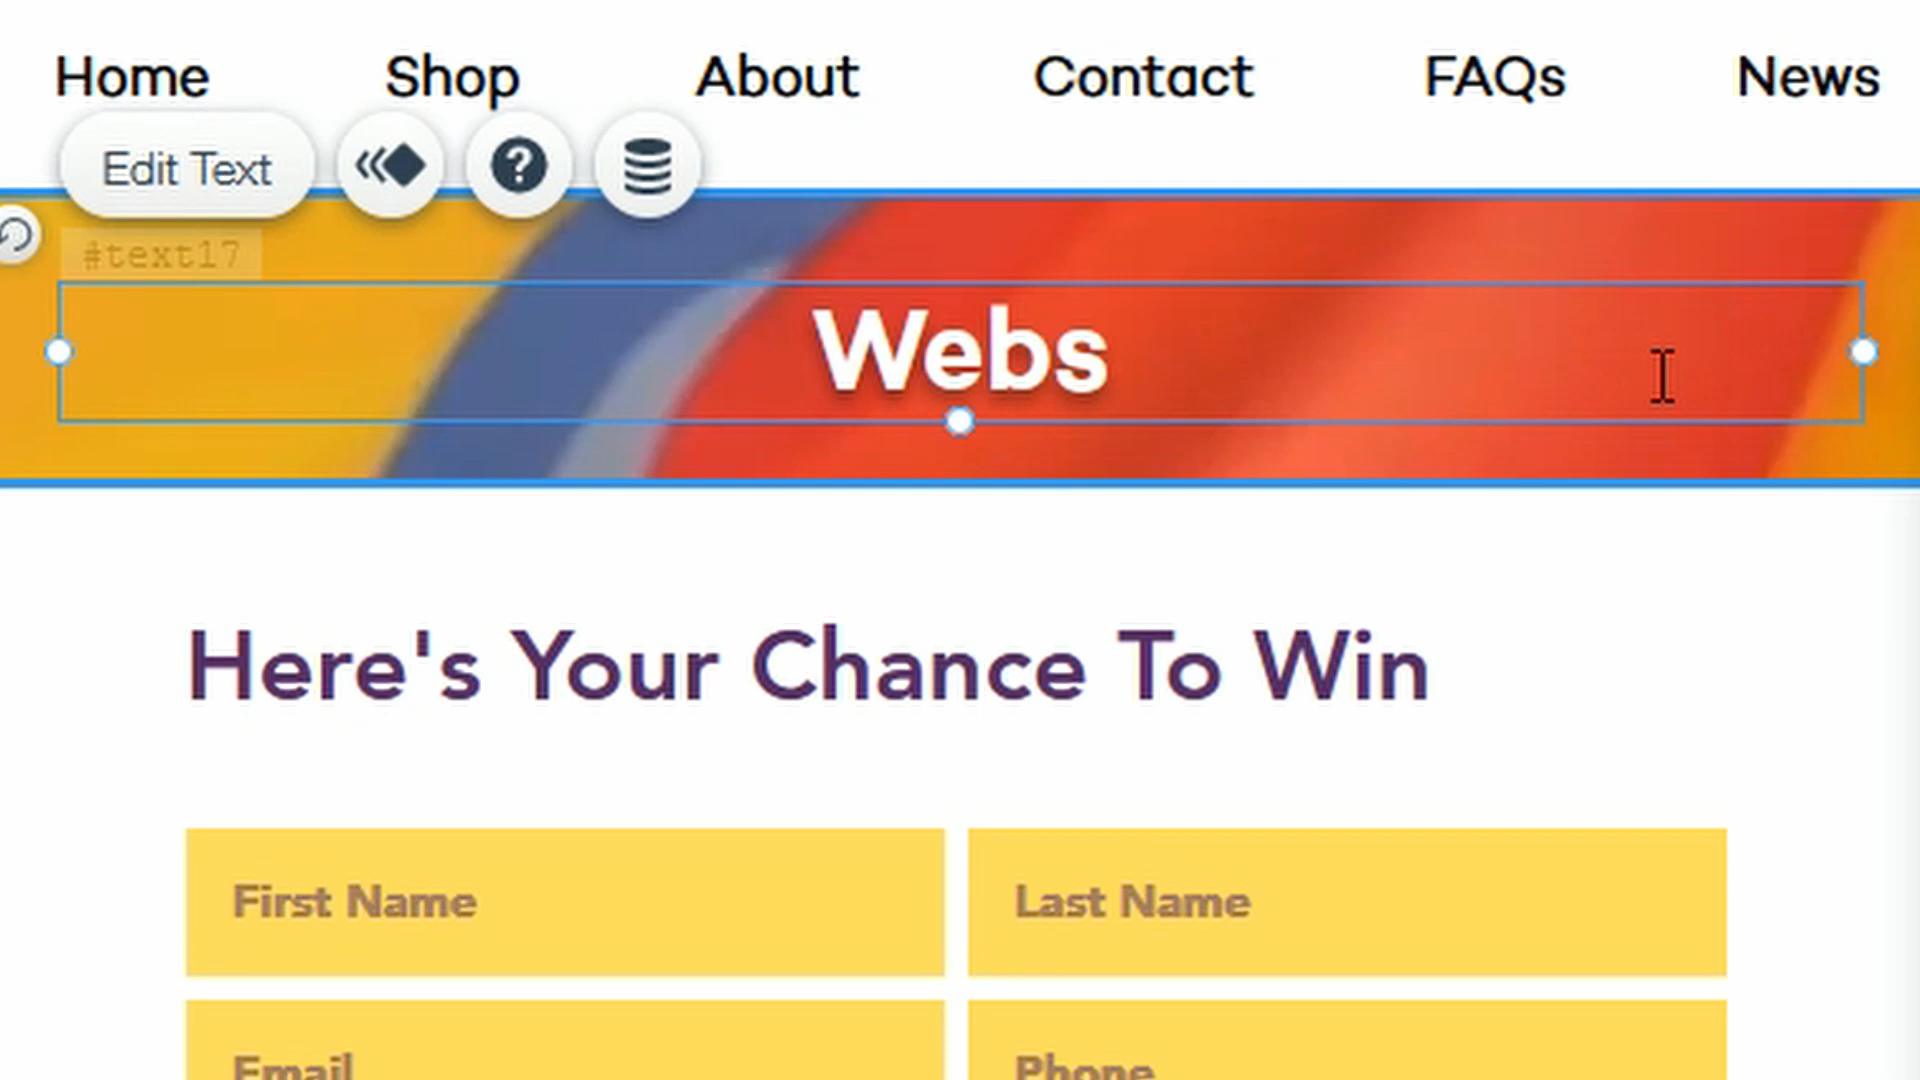 Home Shop About Contact FAQs News
Edit Text
#text17
Webs
Here's Your Chance To Win
First Name Last Name
Email Phone